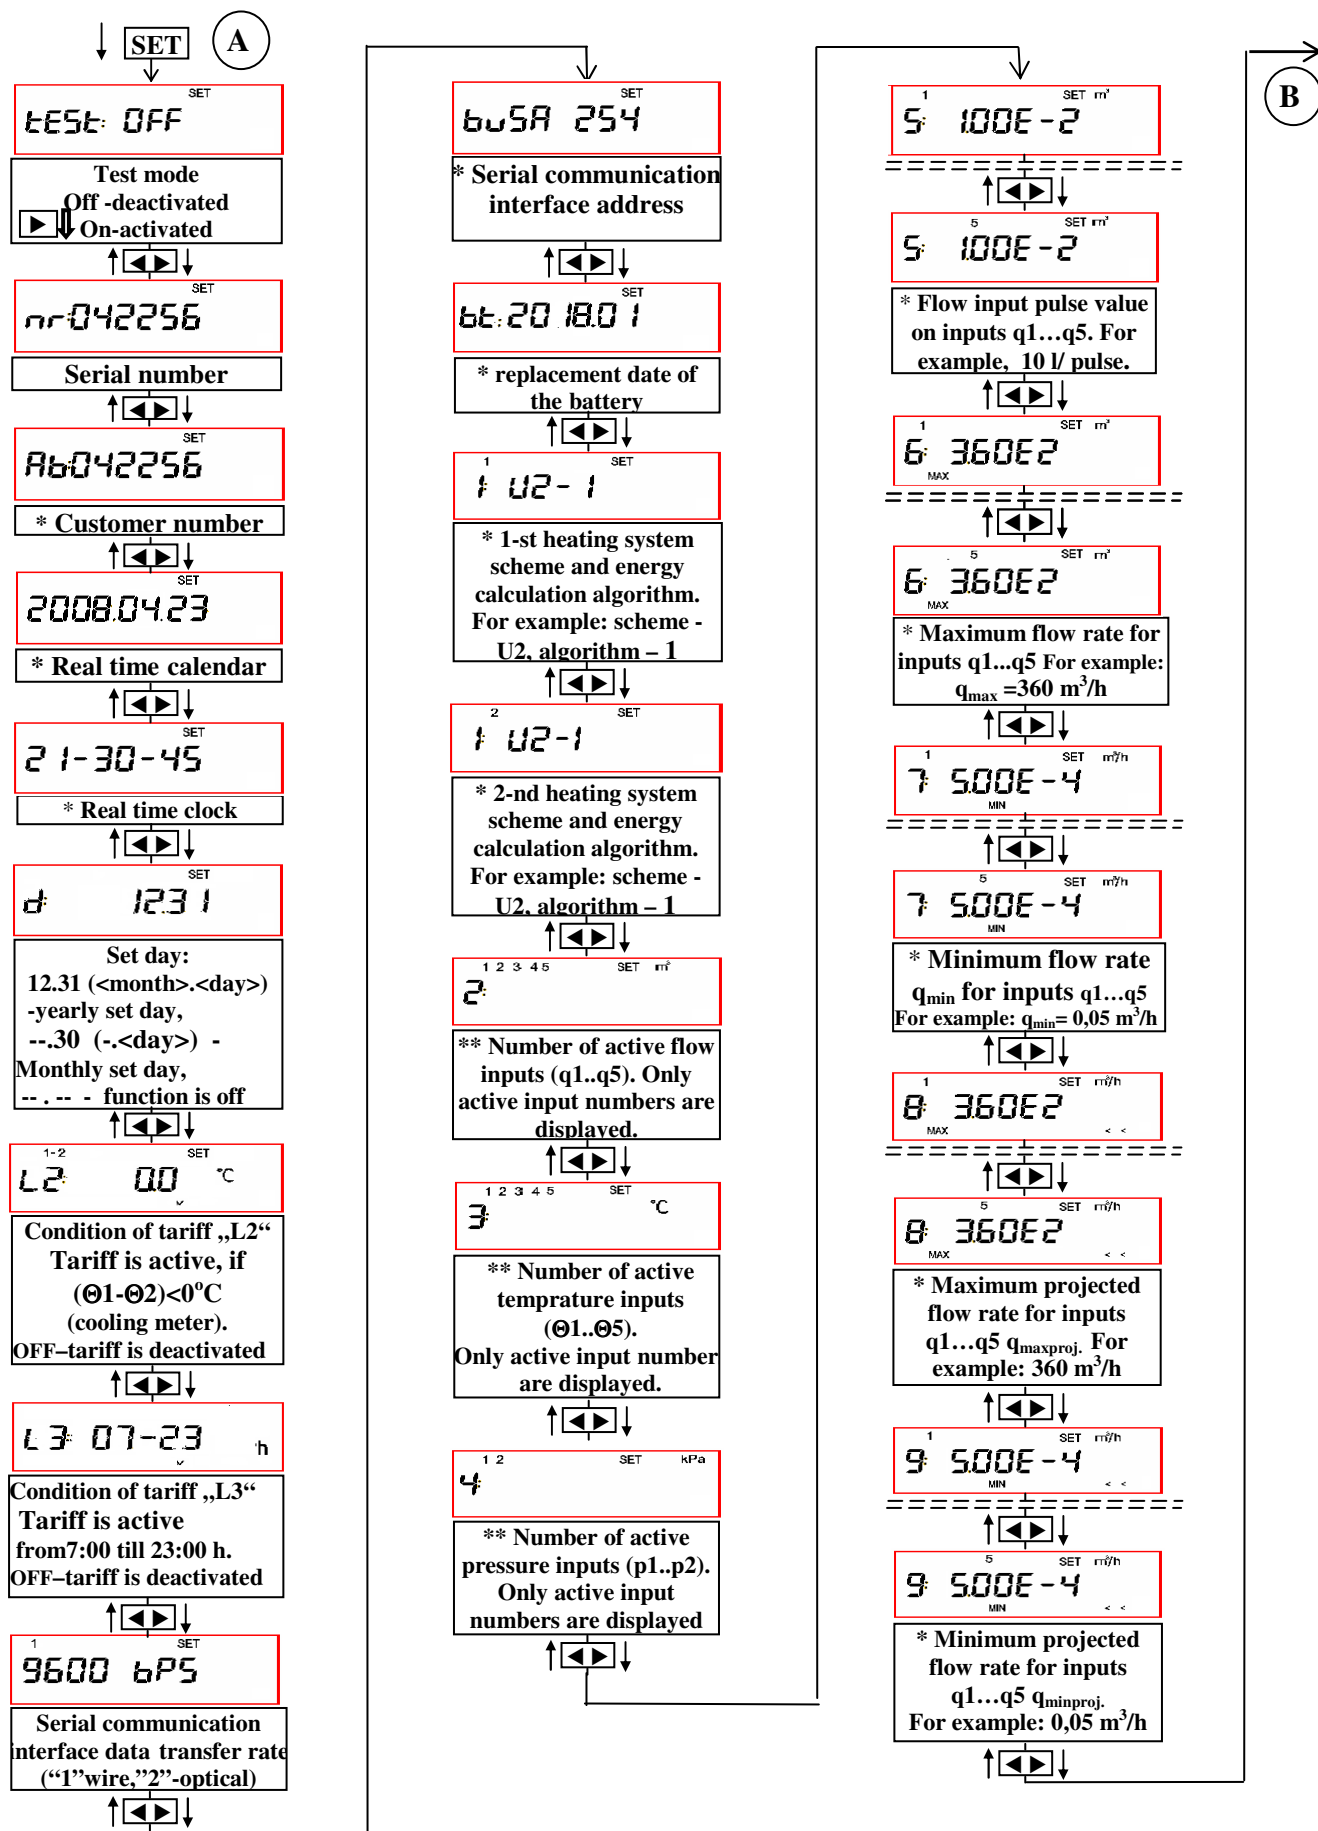 SET
A
SET
tESt: OFF
Test mode
Off -deactivated
On-activated
SET
nr:042256
Serial number
SET
Ab:042256
* Customer number
SET
2008.04.23
* Real time calendar
SET
21-30-45
* Real time clock
SET
d: 12.31
Set day:
12.31 (<month>.<day>)
-yearly set day,
--.30 (-.<day>) -
Monthly set day,
-- . -- - function is off
1-2 SET
L2: 0.0 °C
Condition of tariff „L2“
Tariff is active, if
(Θ1-Θ2)<0°C
(cooling meter).
OFF–tariff is deactivated
L3: 07-23 h
Condition of tariff „L3“
Tariff is active
from7:00 till 23:00 h.
OFF–tariff is deactivated
1 SET
9600 bPS
Serial communication
interface data transfer rate
(“1”wire,”2”-optical)
SET
buSA 254
* Serial communication
interface address
SET
bt:2018.01
* replacement date of
the battery
1 SET
1: U2-1
* 1-st heating system
scheme and energy
calculation algorithm.
For example: scheme -
U2, algorithm – 1
2 SET
1: U2-1
* 2-nd heating system
scheme and energy
calculation algorithm.
For example: scheme -
U2, algorithm – 1
1 2 3 4 5 SET m³
2:
** Number of active flow
inputs (q1..q5). Only
active input numbers are
displayed.
1 2 3 4 5 SET
3: °C
** Number of active
temprature inputs
(Θ1..Θ5).
Only active input number
are displayed.
1 2 SET kPa
4:
** Number of active
pressure inputs (p1..p2).
Only active input
numbers are displayed
1 SET m³
5: 1.00E-2
5 SET m³
5: 1.00E-2
* Flow input pulse value
on inputs q1…q5. For
example, 10 l/ pulse.
1 SET m³
6: 3.60E2
MAX
5 SET m³
6: 3.60E2
MAX
* Maximum flow rate for
inputs q1...q5 For example:
qmax =360 m³/h
1 SET m³/h
7: 5.00E-4
MIN
5 SET m³/h
7: 5.00E-4
MIN
* Minimum flow rate
qmin for inputs q1…q5
For example: qmin= 0,05 m³/h
1 SET m³/h
8: 3.60E2
MAX < <
5 SET m³/h
8: 3.60E2
MAX < <
* Maximum projected
flow rate for inputs
q1…q5 qmaxproj. For
example: 360 m³/h
1 SET m³/h
9: 5.00E-4
MIN < <
5 SET m³/h
9: 5.00E-4
MIN < <
* Minimum projected
flow rate for inputs
q1…q5 qminproj.
For example: 0,05 m³/h
B